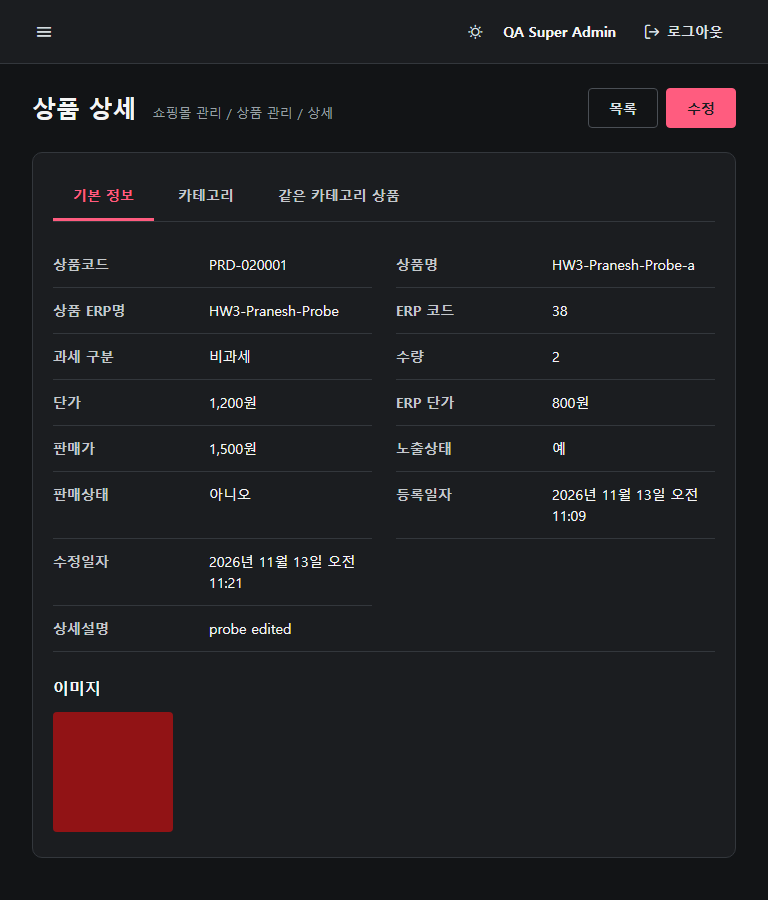 QA Super Admin 로그아웃
상품 상세 쇼핑몰 관리 / 상품 관리 / 상세 목록 수정
기본 정보 카테고리 같은 카테고리 상품
상품코드 PRD-020001 상품명 HW3-Pranesh-Probe-a
상품 ERP명 HW3-Pranesh-Probe ERP 코드 38
과세 구분 비과세 수량 2
단가 1,200원 ERP 단가 800원
판매가 1,500원 노출상태 예
판매상태 아니오 등록일자 2026년 11월 13일 오전
11:09
수정일자 2026년 11월 13일 오전
11:21
상세설명 probe edited
이미지